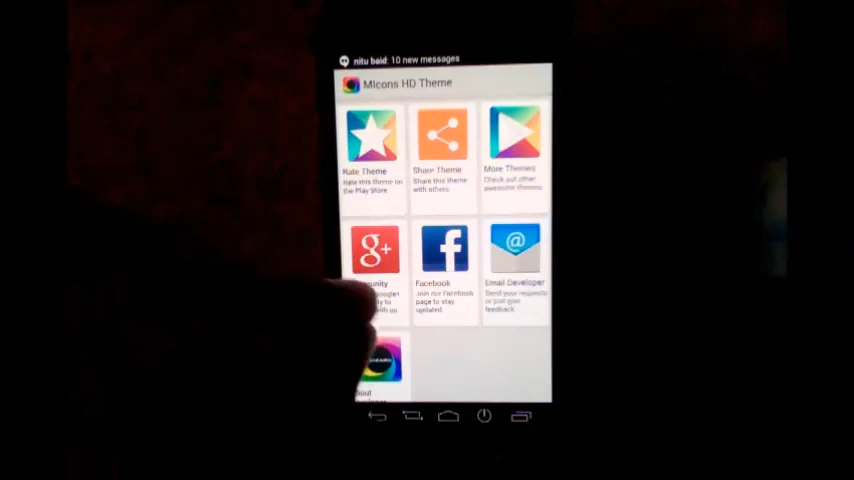 nitu baid: 10 new messages
MIcons HD Theme
Rate Theme
Rate this theme on
the Play Store
Share Theme
Share this theme
with others.
More Themes
Check out other
awesome themes.
g+
Facebook
Join our Facebook
page to stay
updated.
Email Developer
Send your requests
or just give
feedback.